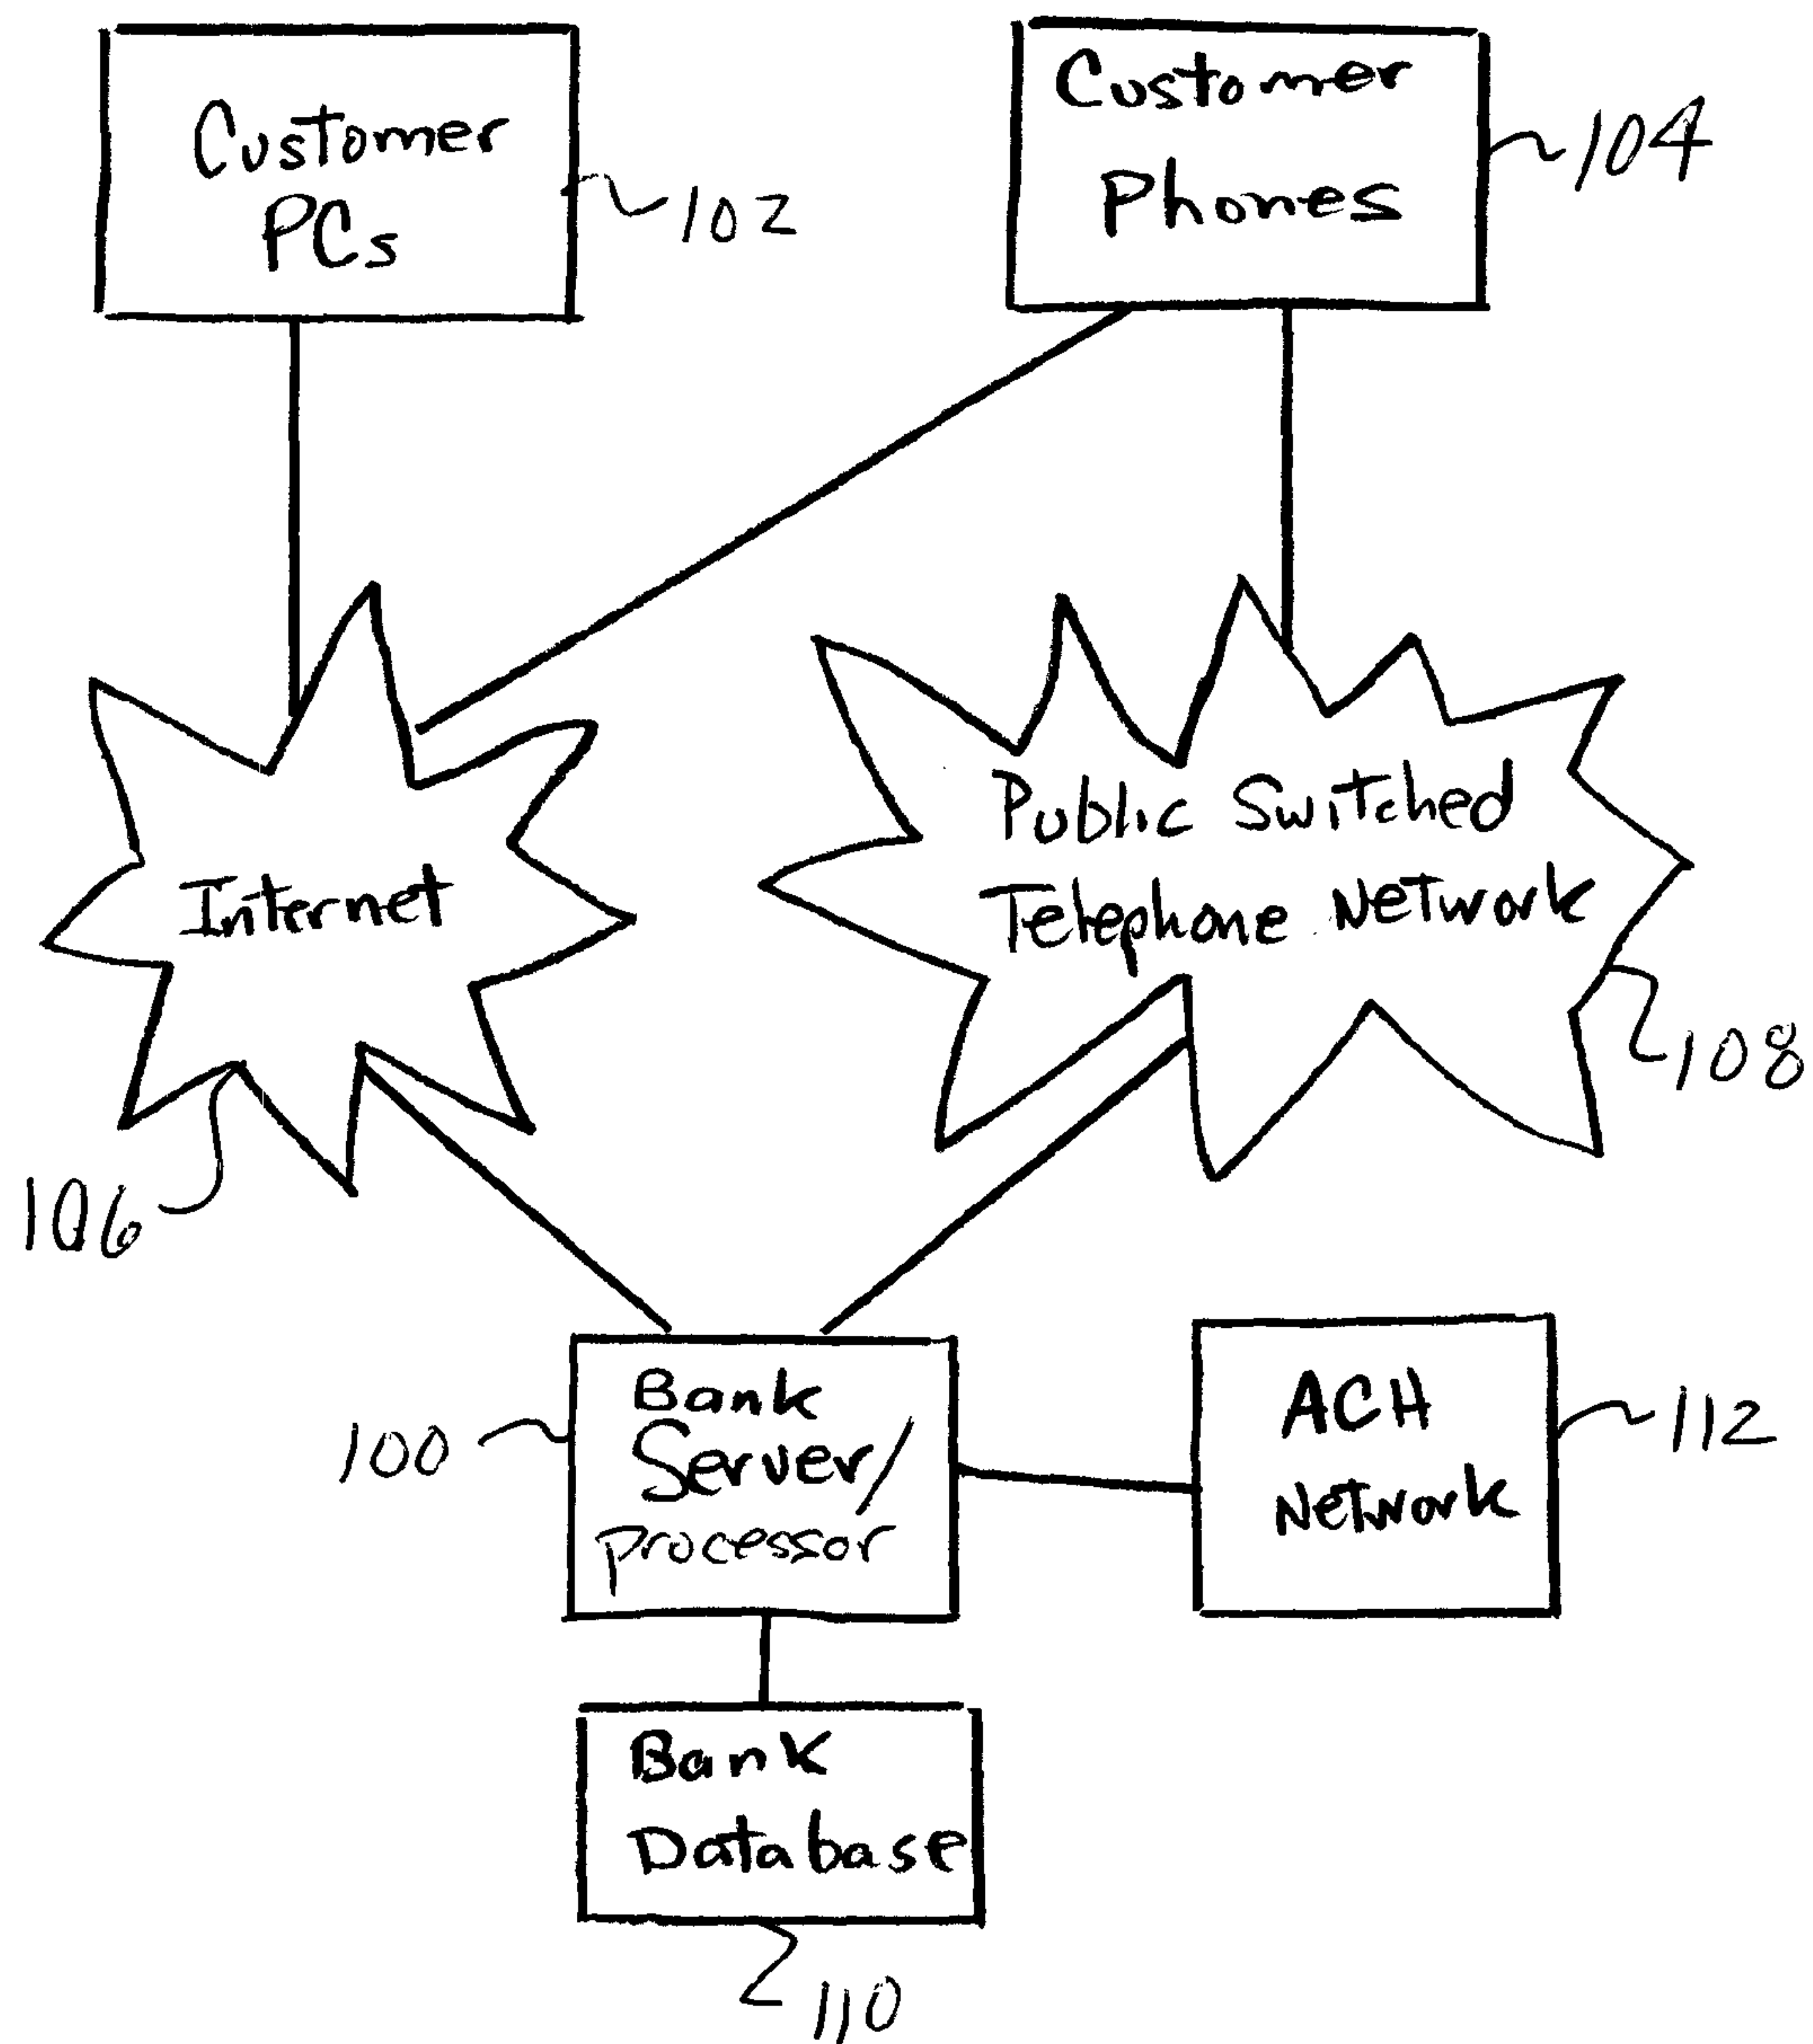 Customer
PCs
102
Customer
Phones
104
Internet
106
Public Switched
Telephone Network
108
Bank
Server/
processor
100
ACH
Network
112
Bank
Database
110